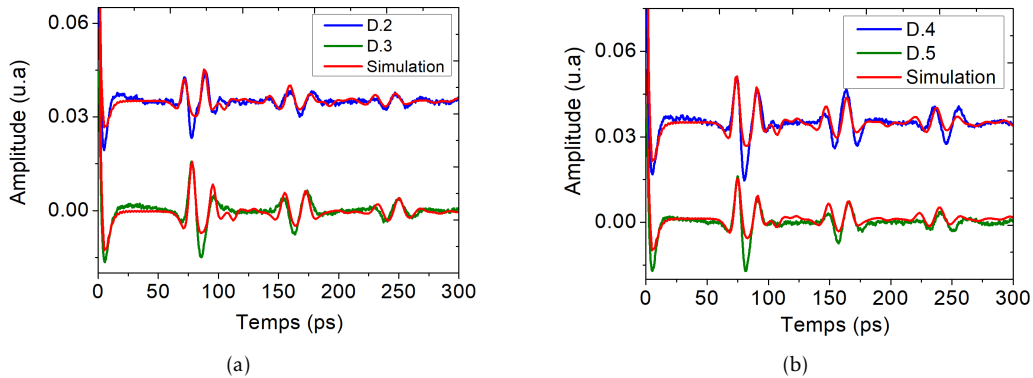 0.06
0.03
0.00
Amplitude (u.a)
D.2
D.3
Simulation
0 50 100 150 200 250 300
Temps (ps)
(a)
0.06
0.03
0.00
Amplitude (u.a)
D.4
D.5
Simulation
0 50 100 150 200 250 300
Temps (ps)
(b)